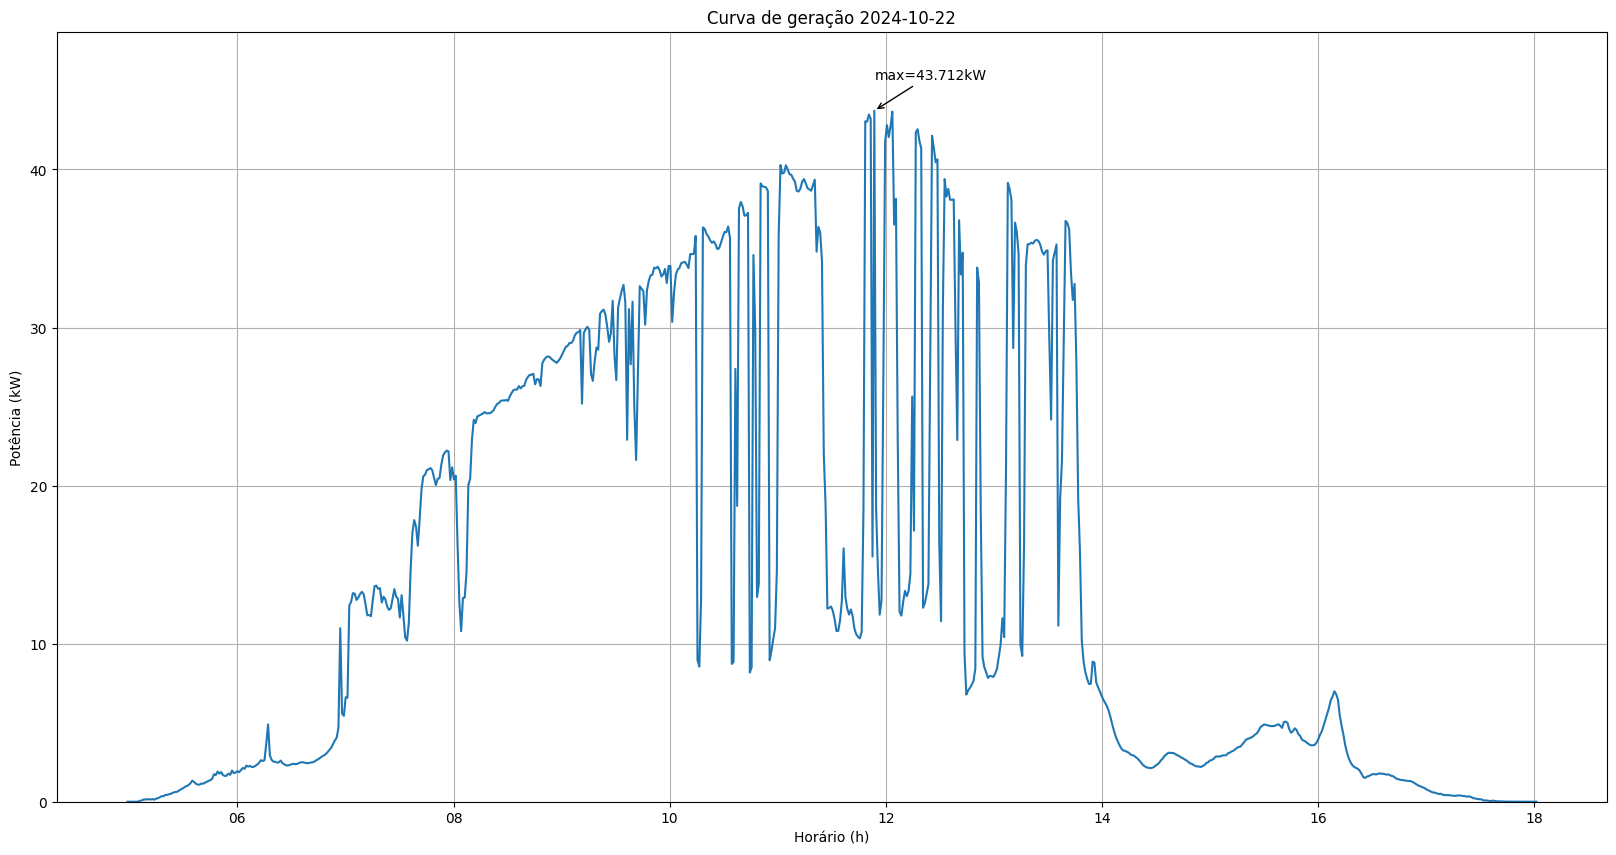 Curva de geração 2024-10-22
max=43.712kW
Potência (kW)
40
30
20
10
0
06 08 10 12 14 16 18
Horário (h)